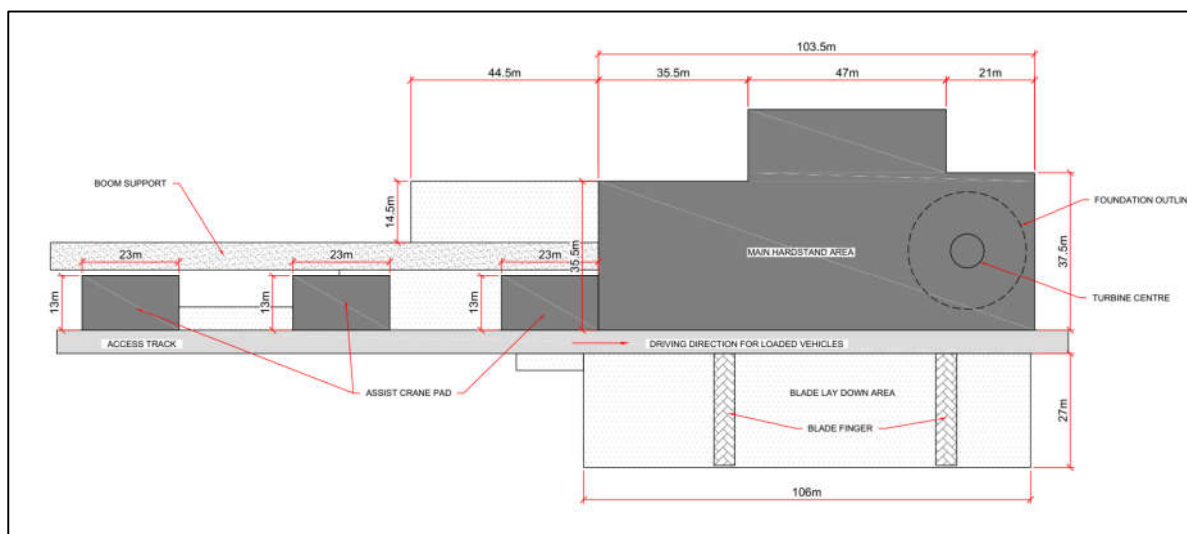 103.5m
44.5m
35.5m
47m
21m
BOOM SUPPORT
14.5m
FOUNDATION OUTLIN
23m
23m
23m
35.5m
MAIN HARDSTAND AREA
37.5m
13m
13m
13m
TURBINE CENTRE
ACCESS TRACK
DRIVING DIRECTION FOR LOADED VEHICLES
ASSIST CRANE PAD
BLADE LAY DOWN AREA
27m
BLADE FINGER
106m